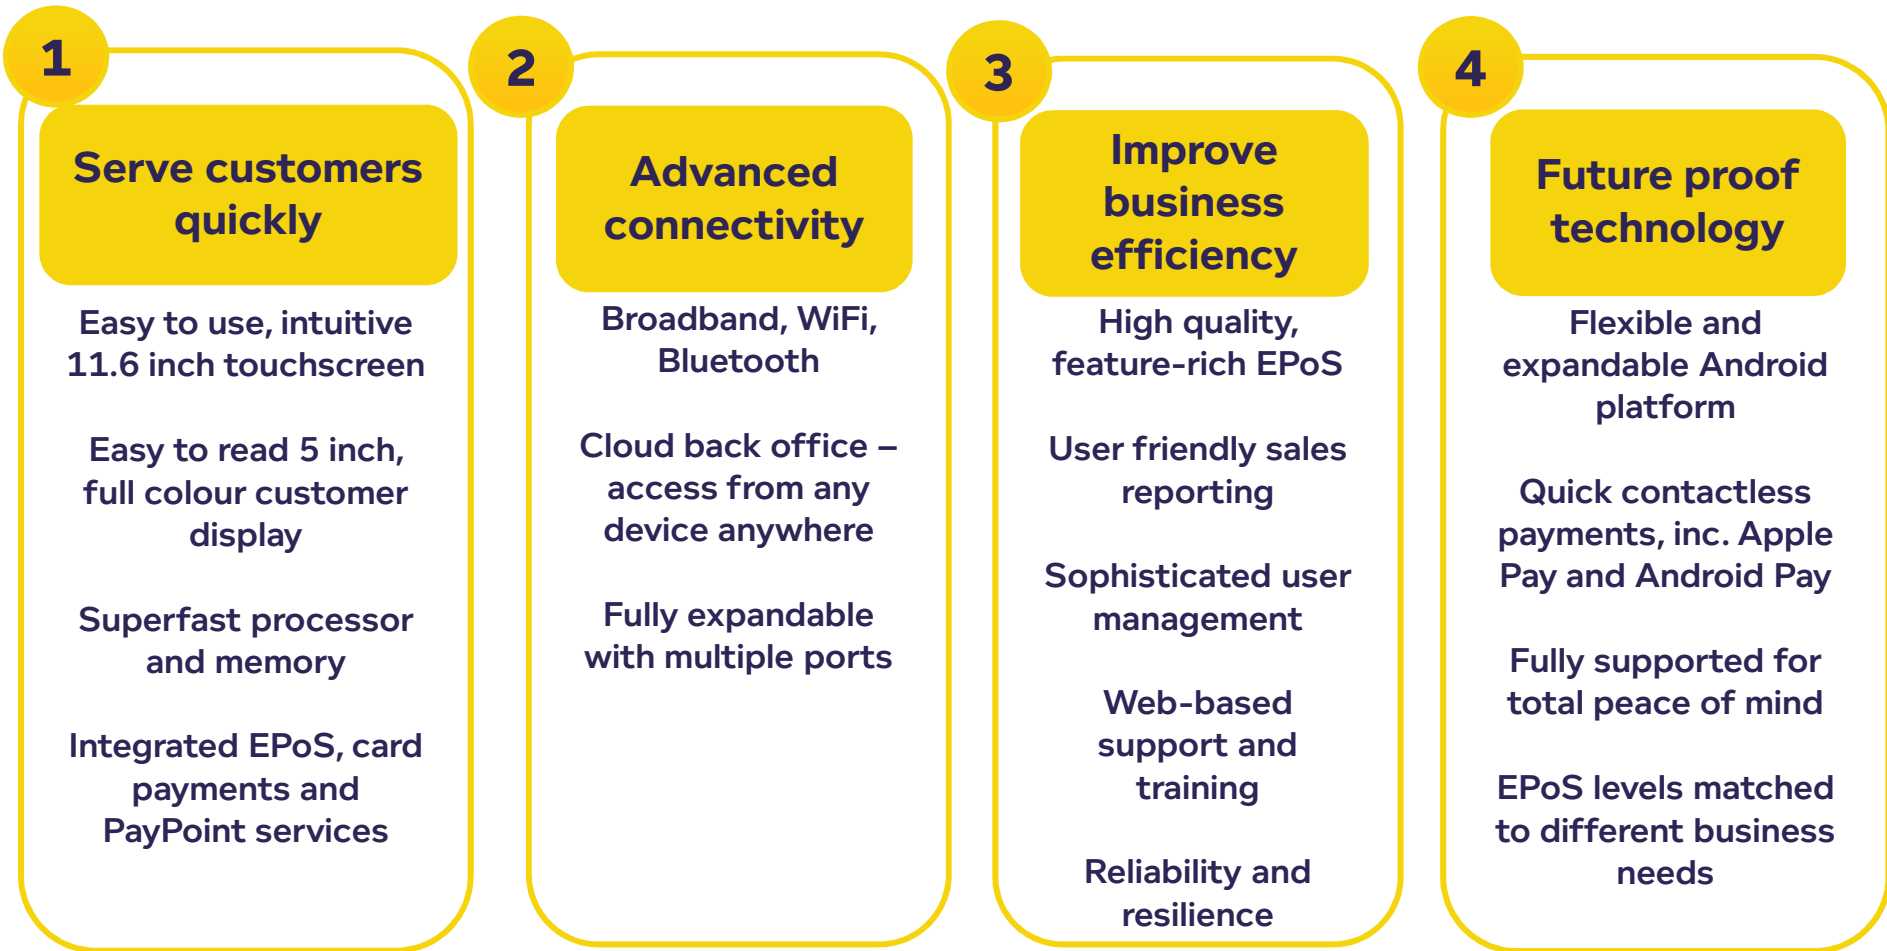 1
Serve customers
quickly
Easy to use, intuitive
11.6 inch touchscreen
Easy to read 5 inch,
full colour customer
display
Superfast processor
and memory
Integrated EPoS, card
payments and
PayPoint services
2
Advanced
connectivity
Broadband, WiFi,
Bluetooth
Cloud back office –
access from any
device anywhere
Fully expandable
with multiple ports
3
Improve
business
efficiency
High quality,
feature-rich EPoS
User friendly sales
reporting
Sophisticated user
management
Web-based
support and
training
Reliability and
resilience
4
Future proof
technology
Flexible and
expandable Android
platform
Quick contactless
payments, inc. Apple
Pay and Android Pay
Fully supported for
total peace of mind
EPoS levels matched
to different business
needs